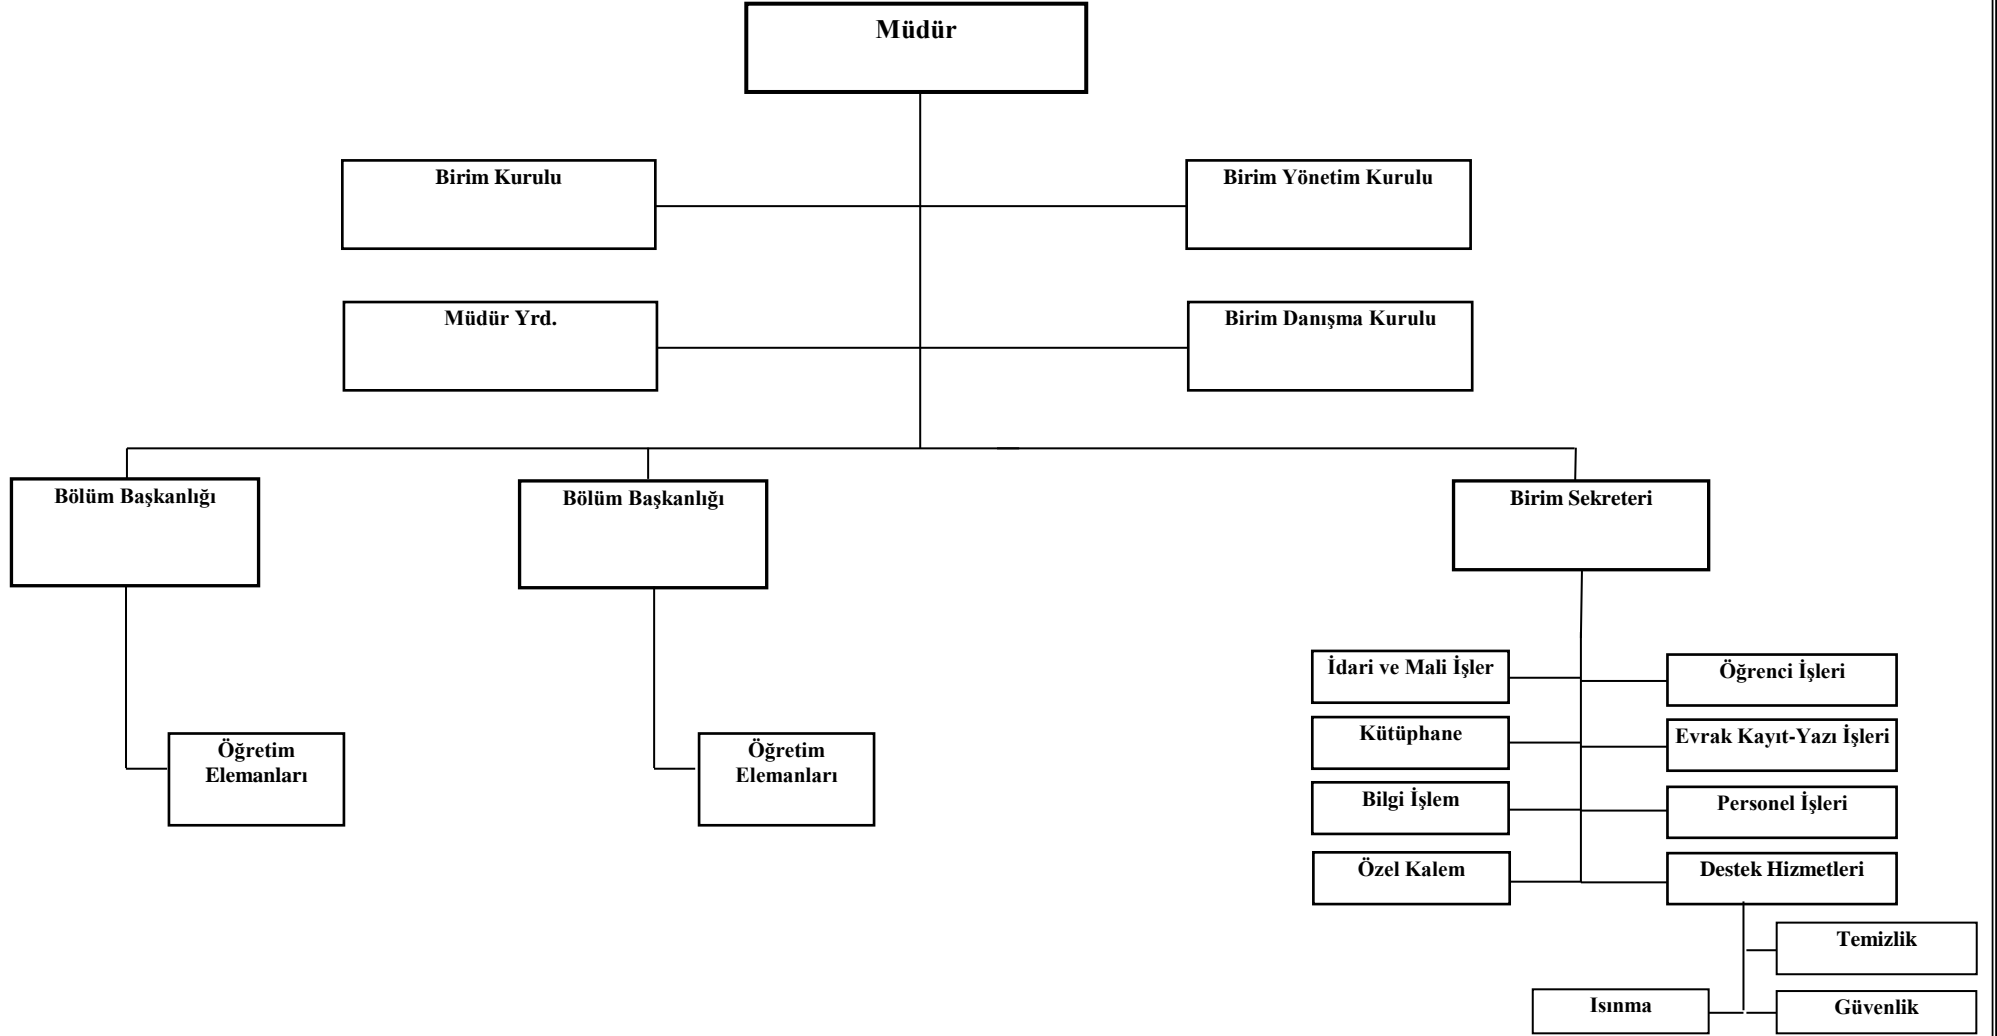 Müdür
Birim Kurulu
Birim Yönetim Kurulu
Müdür Yrd.
Birim Danışma Kurulu
Bölüm Başkanlığı
Bölüm Başkanlığı
Birim Sekreteri
İdari ve Mali İşler
Öğrenci İşleri
Kütüphane
Evrak Kayıt-Yazı İşleri
Öğretim
Elemanları
Öğretim
Elemanları
Bilgi İşlem
Personel İşleri
Özel Kalem
Destek Hizmetleri
Temizlik
Isınma
Güvenlik